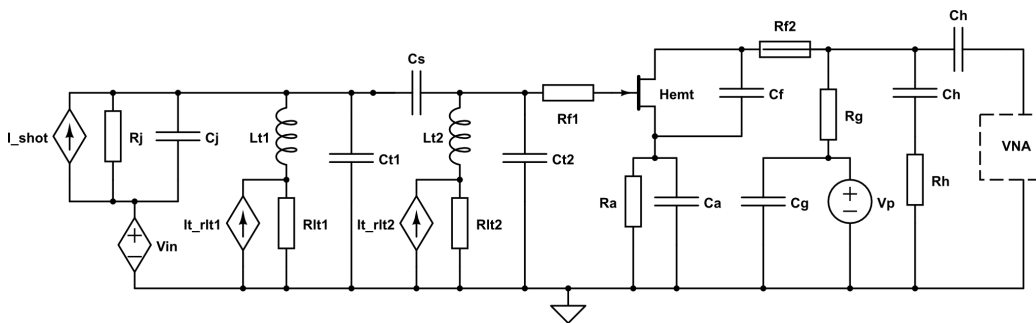 Ch
Rf2
Cs
Hemt
Cf
Ch
I_shot
Rj
Cj
Lt1
Lt2
Rf1
Rg
VNA
Ct1
Ct2
Ra
Ca
Cg
Vp
Rh
It_rlt1
Rlt1
It_rlt2
Rlt2
Vin